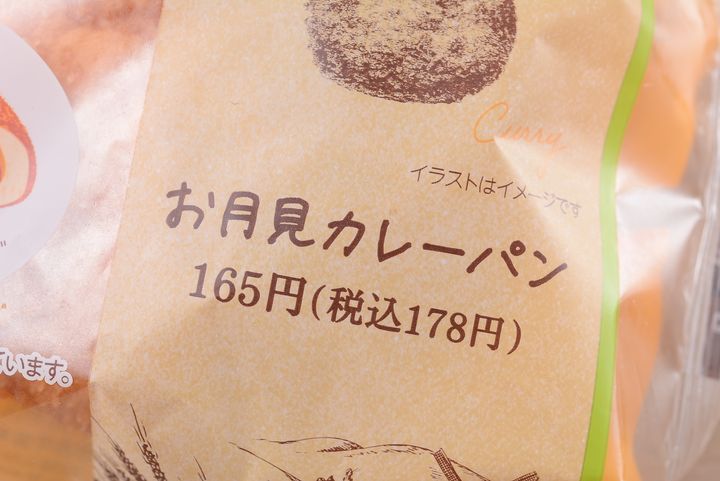 Curry
イラストはイメージです
お月見カレーパン
165円(税込178円)
います。